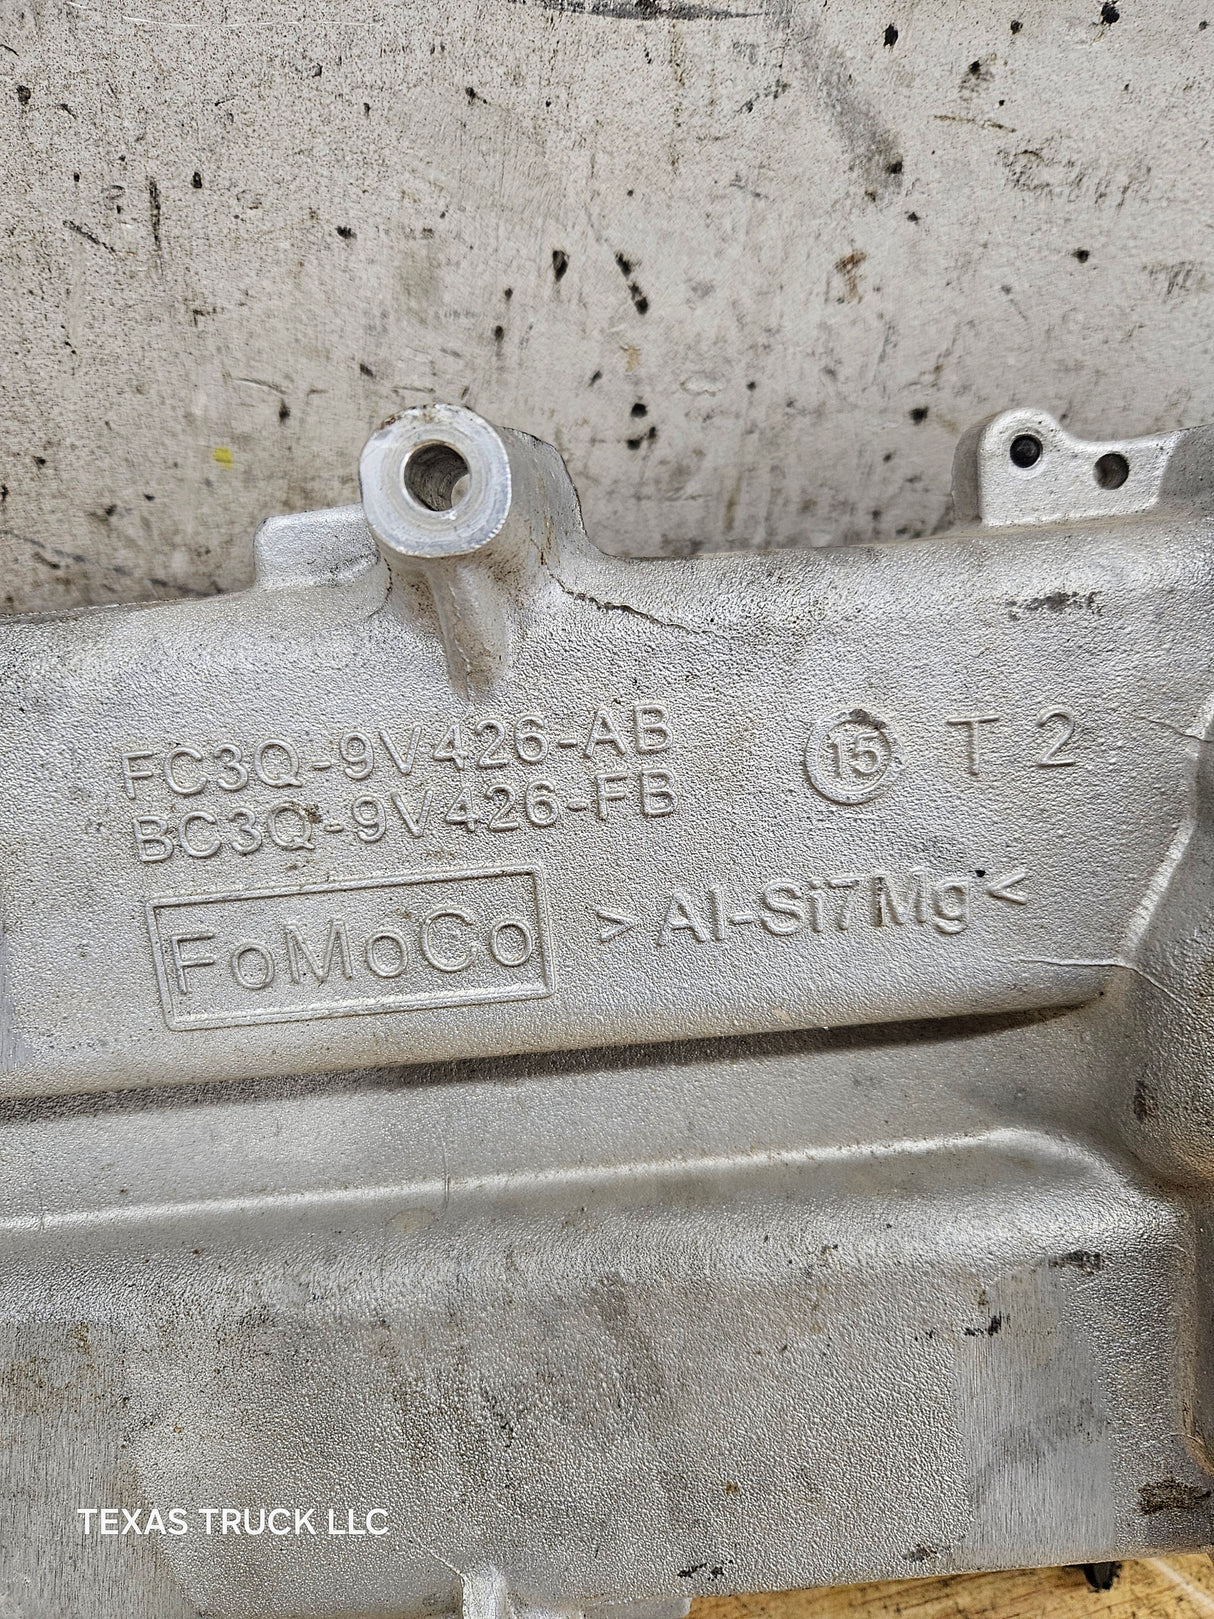 FC3Q-9V426-AB
BC3Q-9V426-FB
15 T 2
FoMoCo
>Al-Si7Mg<
TEXAS TRUCK LLC